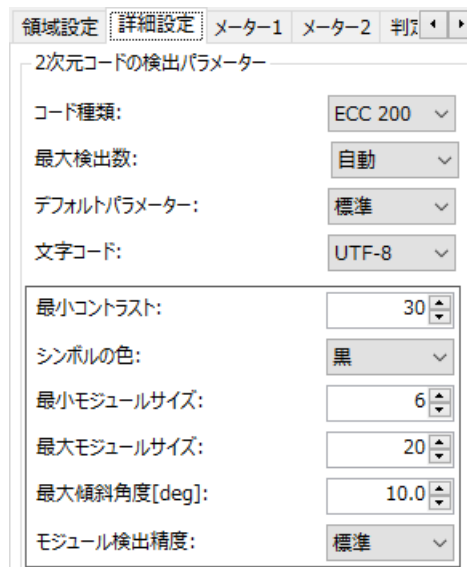 領域設定 詳細設定 メーター1 メーター2 判定
2次元コードの検出パラメーター
コード種類: ECC 200
最大検出数: 自動
デフォルトパラメーター: 標準
文字コード: UTF-8
最小コントラスト: 30
シンボルの色: 黒
最小モジュールサイズ: 6
最大モジュールサイズ: 20
最大傾斜角度[deg]: 10.0
モジュール検出精度: 標準